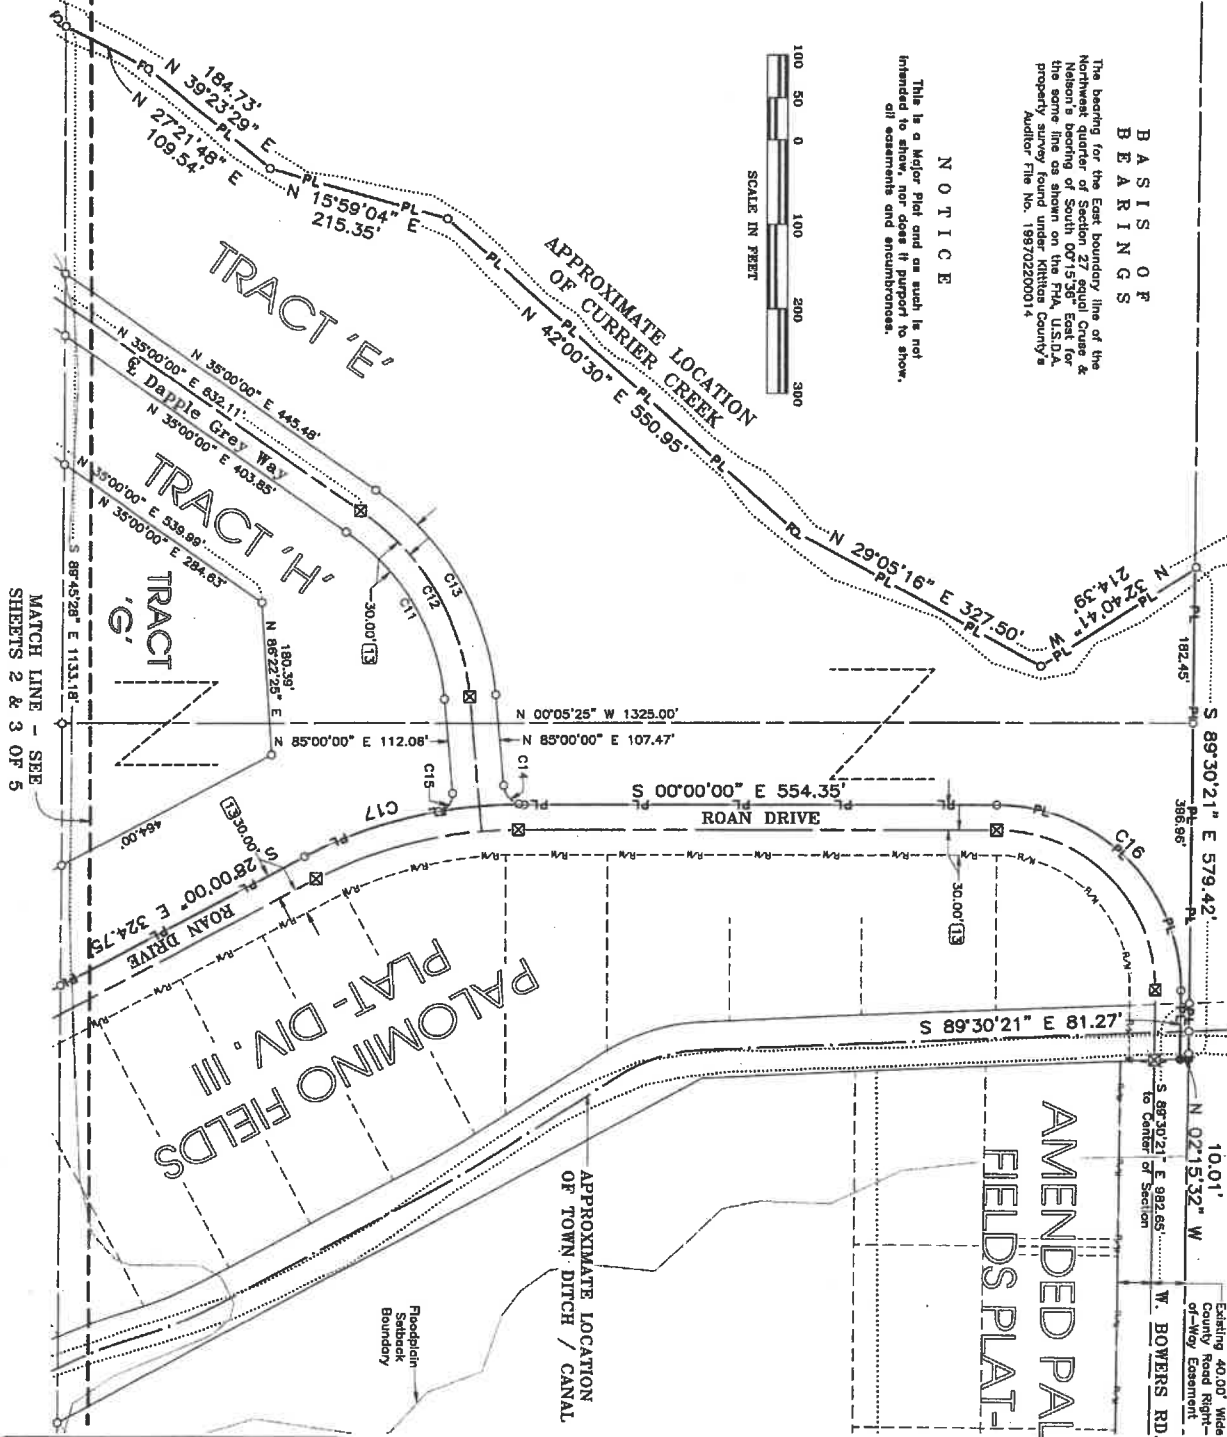 BASIS OF
BEARINGS
The bearing for the East boundary line of the
Northwest quarter of Section 27 equal Cruse &
Nelson's bearing of South 00°15'36" East for
the same line as shown on the FHA, U.S.D.A.
property survey found under Kittitas County's
Auditor File No. 199702200014
NOTICE
This is a Major Plat and as such is not
intended to show, nor does it purport to show,
all easements and encumbrances.
100 50 0 100 200 300
SCALE IN FEET
APPROXIMATE LOCATION
OF CURRIER CREEK
184.73'
N 39°23'29" E
N 27°21'48" E
109.54'
N 15°59'04" E
215.35'
N 42°00'30" E 550.95'
N 29°05'16" E 327.50'
N 32°40'41" W
214.39'
182.45'
S 89°30'21" E 579.42'
396.96'
TRACT 'E'
N 35°00'00" E 445.48'
N 35°00'00" E 832.11'
℄ Dapple Grey Way
N 35°00'00" E 403.85'
TRACT 'H'
N 35°00'00" E 539.99'
N 35°00'00" E 284.63'
TRACT
'G'
180.39'
N 86°22'25" E
464.00'
S 89°45'28" E 1133.18'
MATCH LINE - SEE
SHEETS 2 & 3 OF 5
C13
C12
C11
30.00' 13
N 00°05'25" W 1325.00'
N 85°00'00" E 112.08'
N 85°00'00" E 107.47'
C14
C15
C17
C16
S 00°00'00" E 554.35'
ROAN DRIVE
30.00' 13
13 30.00'
S 28°00'00" E 324.75'
ROAN DRIVE
PALOMINO FIELDS
PLAT- DIV. III
S 89°30'21" E 81.27'
10.01'
N 02°15'32" W
S 89°30'21" E 982.65'
to Center of Section
Existing 40.00' Wide
County Road Right-
of-Way Easement
W. BOWERS RD.
AMENDED PAL
FIELDS PLAT-
APPROXIMATE LOCATION
OF TOWN DITCH / CANAL
Floodplain
Setback
Boundary
PL
R/W